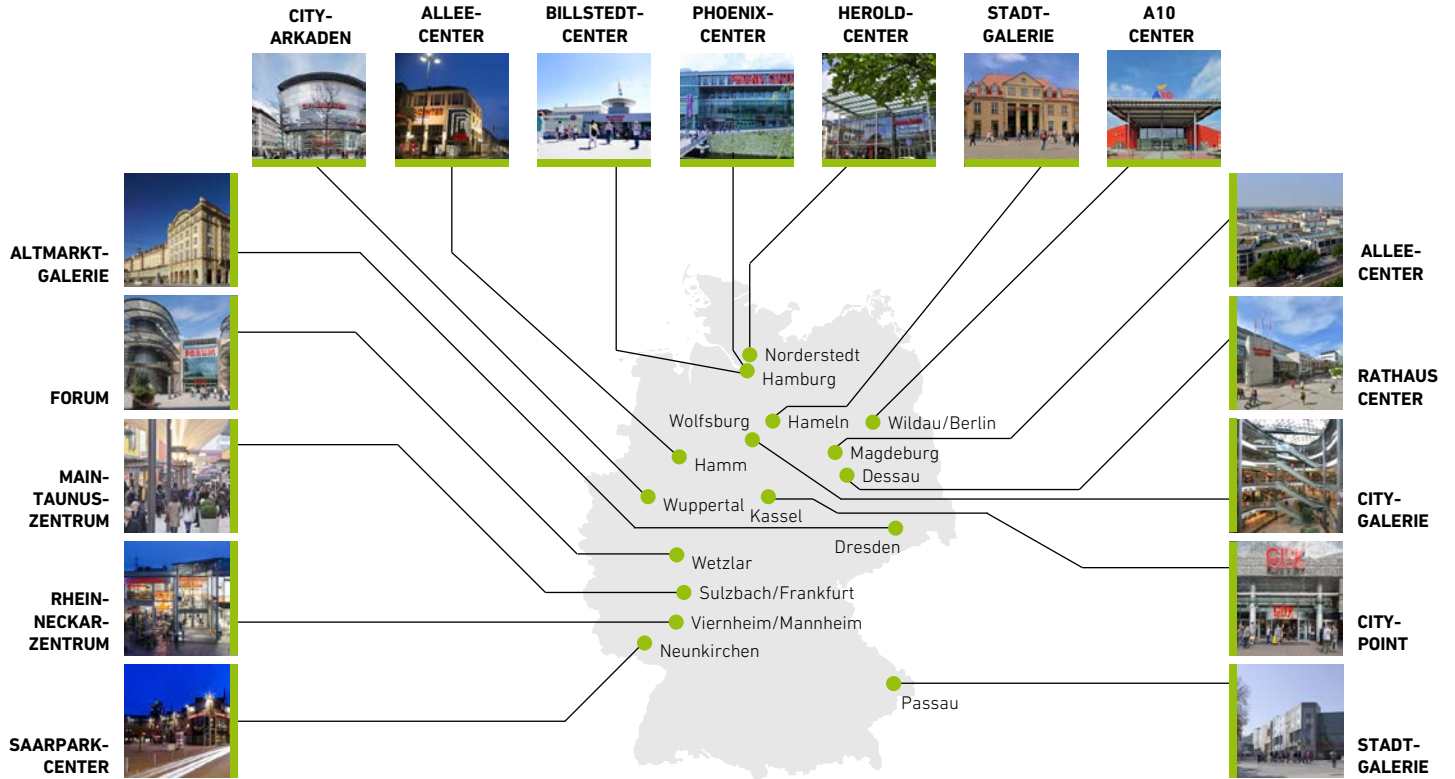 CITY-
ARKADEN
ALLEE-
CENTER
BILLSTEDT-
CENTER
PHOENIX-
CENTER
HEROLD-
CENTER
STADT-
GALERIE
A10
CENTER
ALTMARKT-
GALERIE
FORUM
MAIN-
TAUNUS-
ZENTRUM
RHEIN-
NECKAR-
ZENTRUM
SAARPARK-
CENTER
Norderstedt
Hamburg
Wolfsburg
Hameln
Wildau/Berlin
Magdeburg
Hamm
Dessau
Wuppertal
Kassel
Dresden
Wetzlar
Sulzbach/Frankfurt
Viernheim/Mannheim
Neunkirchen
Passau
ALLEE-
CENTER
RATHAUS
CENTER
CITY-
GALERIE
CITY-
POINT
STADT-
GALERIE
FORUM
A10